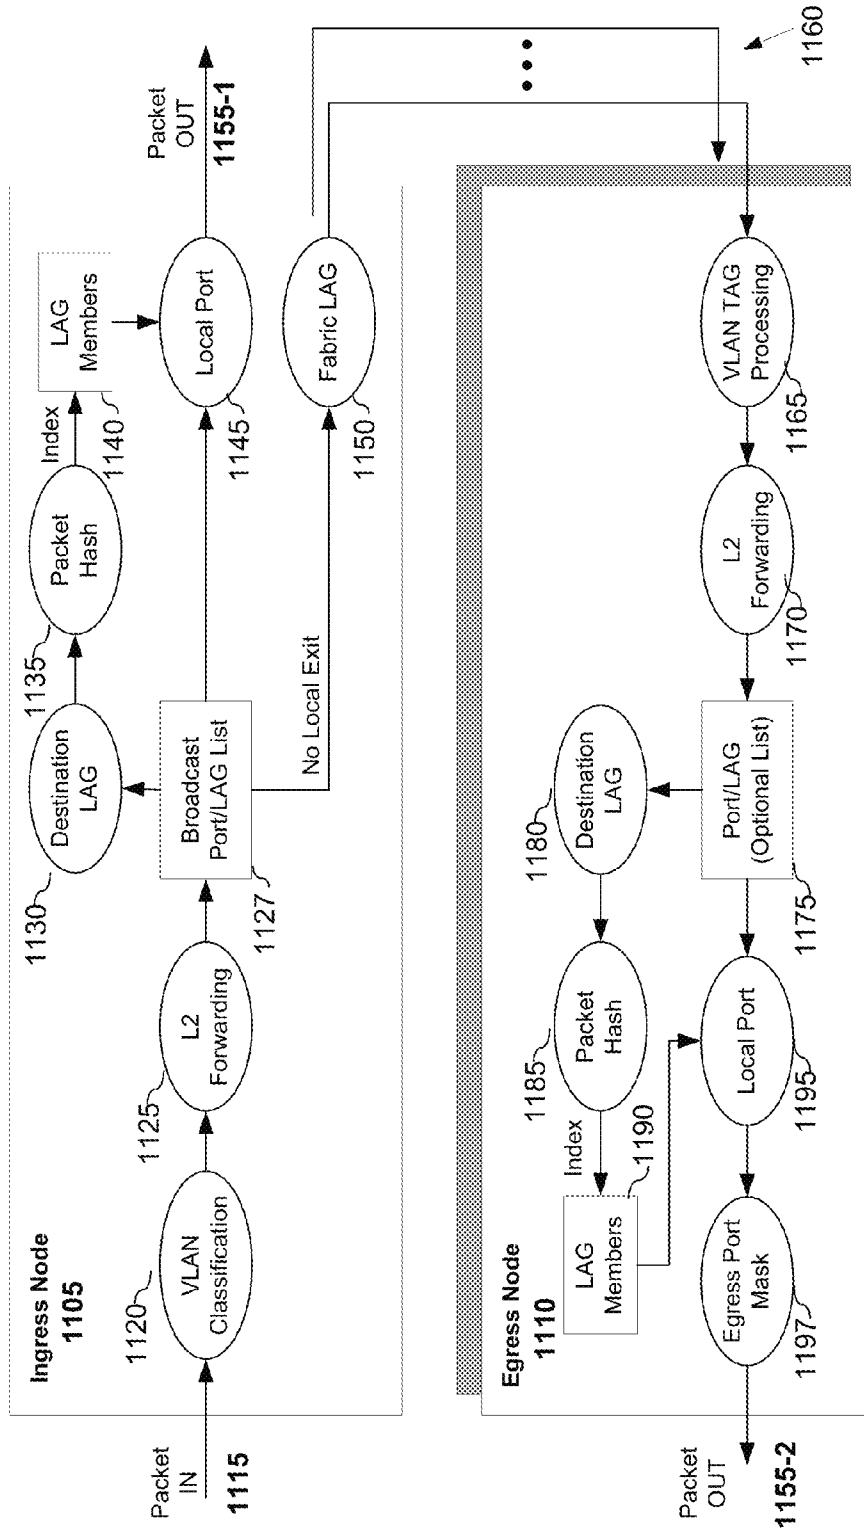 Ingress Node
1105
Packet
IN
1115
VLAN
Classification
1120
L2
Forwarding
1125
Broadcast
Port/LAG List
1127
Destination
LAG
1130
Packet
Hash
1135
Index
LAG
Members
1140
Local Port
1145
Packet
OUT
1155-1
No Local Exit
Fabric LAG
1150
1160
Egress Node
1110
VLAN TAG
Processing
1165
L2
Forwarding
1170
Port/LAG
(Optional List)
1175
Destination
LAG
1180
Packet
Hash
1185
Index
LAG
Members
1190
Local Port
1195
Egress Port
Mask
1197
Packet
OUT
1155-2